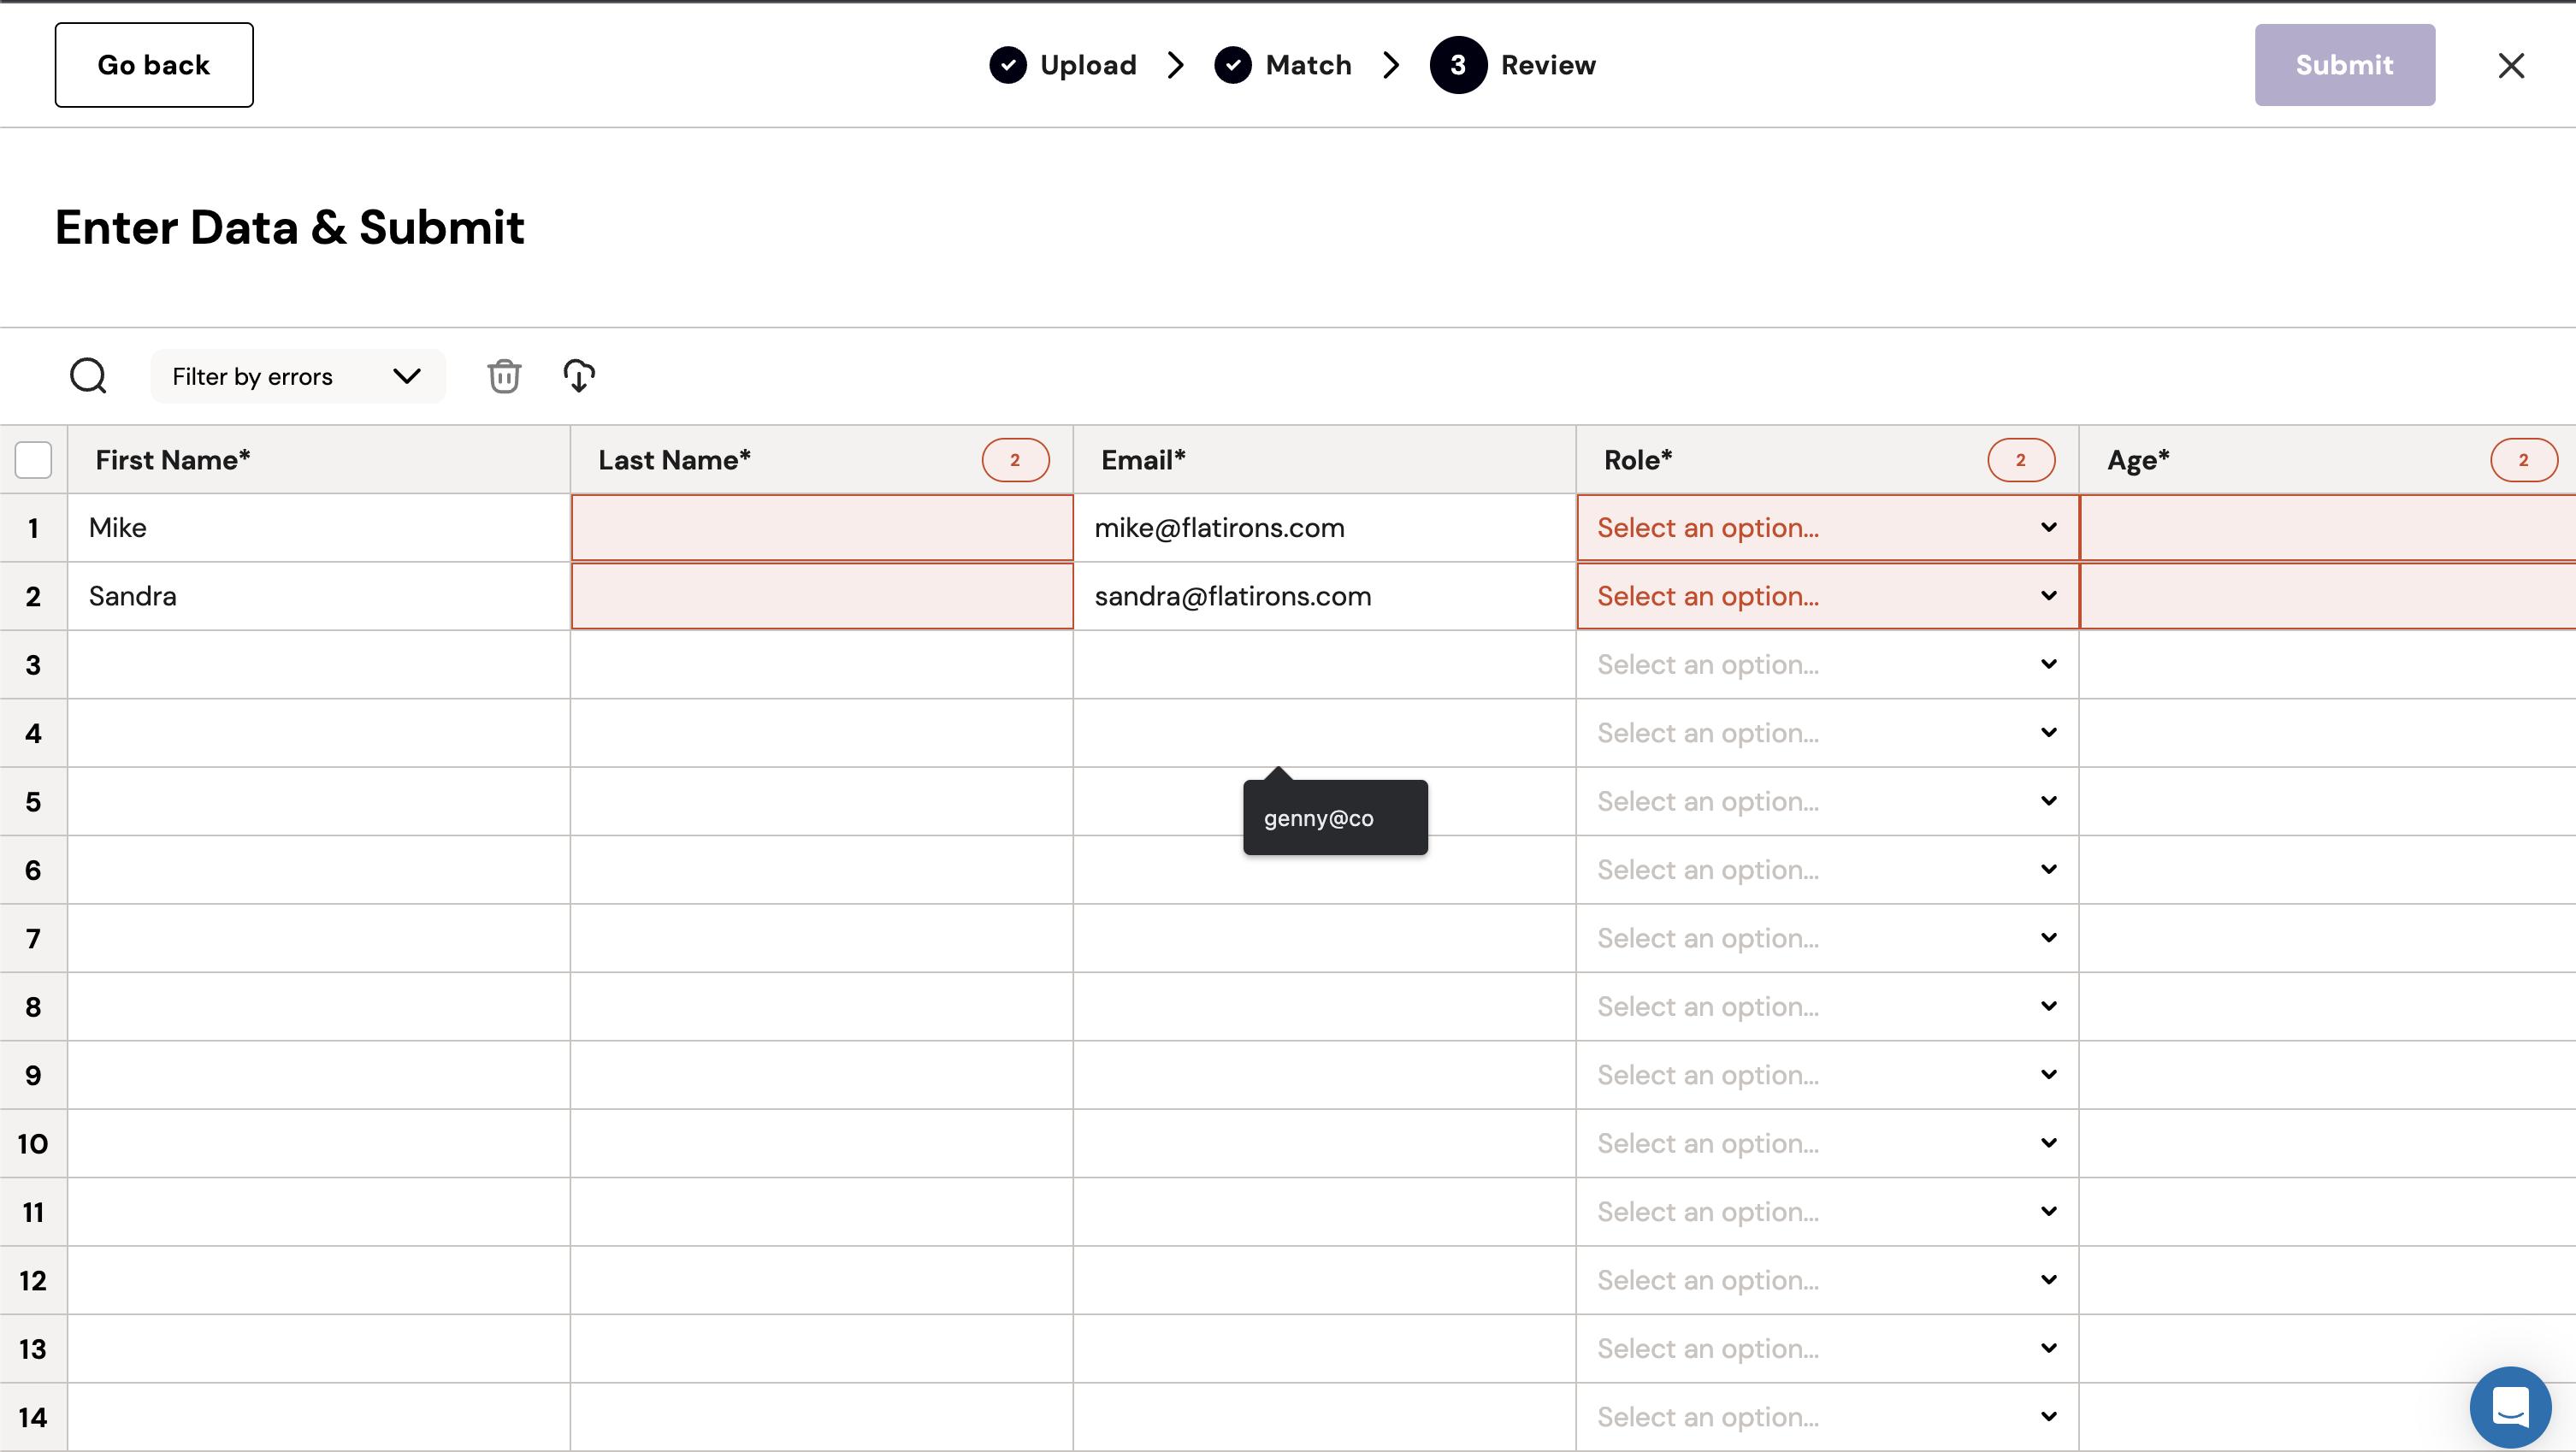 Go back
Upload
Match
3 Review
Submit
Enter Data & Submit
Filter by errors
First Name* Last Name* 2 Email* Role* 2 Age* 2
1 Mike mike@flatirons.com Select an option...
2 Sandra sandra@flatirons.com Select an option...
3 Select an option...
4 Select an option...
genny@co
5 Select an option...
6 Select an option...
7 Select an option...
8 Select an option...
9 Select an option...
10 Select an option...
11 Select an option...
12 Select an option...
13 Select an option...
14 Select an option...